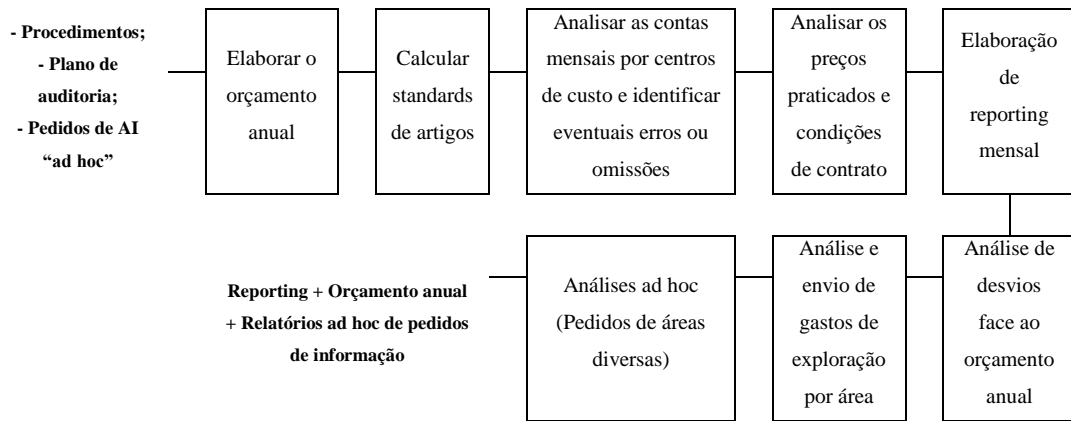 - Procedimentos;
- Plano de
auditoria;
- Pedidos de AI
“ad hoc”
Elaborar o
orçamento
anual
Calcular
standards
de artigos
Analisar as contas
mensais por centros
de custo e identificar
eventuais erros ou
omissões
Analisar os
preços
praticados e
condições
de contrato
Elaboração
de
reporting
mensal
Análise de
desvios
face ao
orçamento
anual
Análise e
envio de
gastos de
exploração
por área
Análises ad hoc
(Pedidos de áreas
diversas)
Reporting + Orçamento anual
+ Relatórios ad hoc de pedidos
de informação